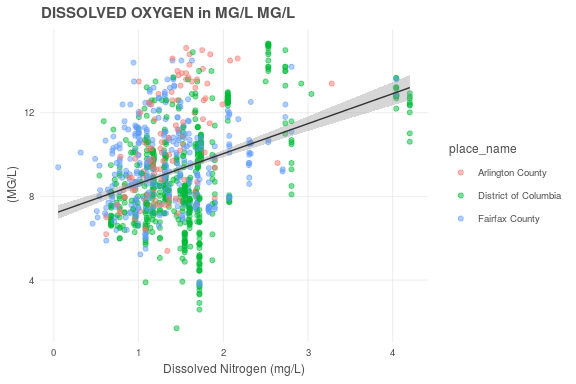 DISSOLVED OXYGEN in MG/L MG/L
(MG/L)
12
8
4
0
1
2
3
4
Dissolved Nitrogen (mg/L)
place_name
Arlington County
District of Columbia
Fairfax County